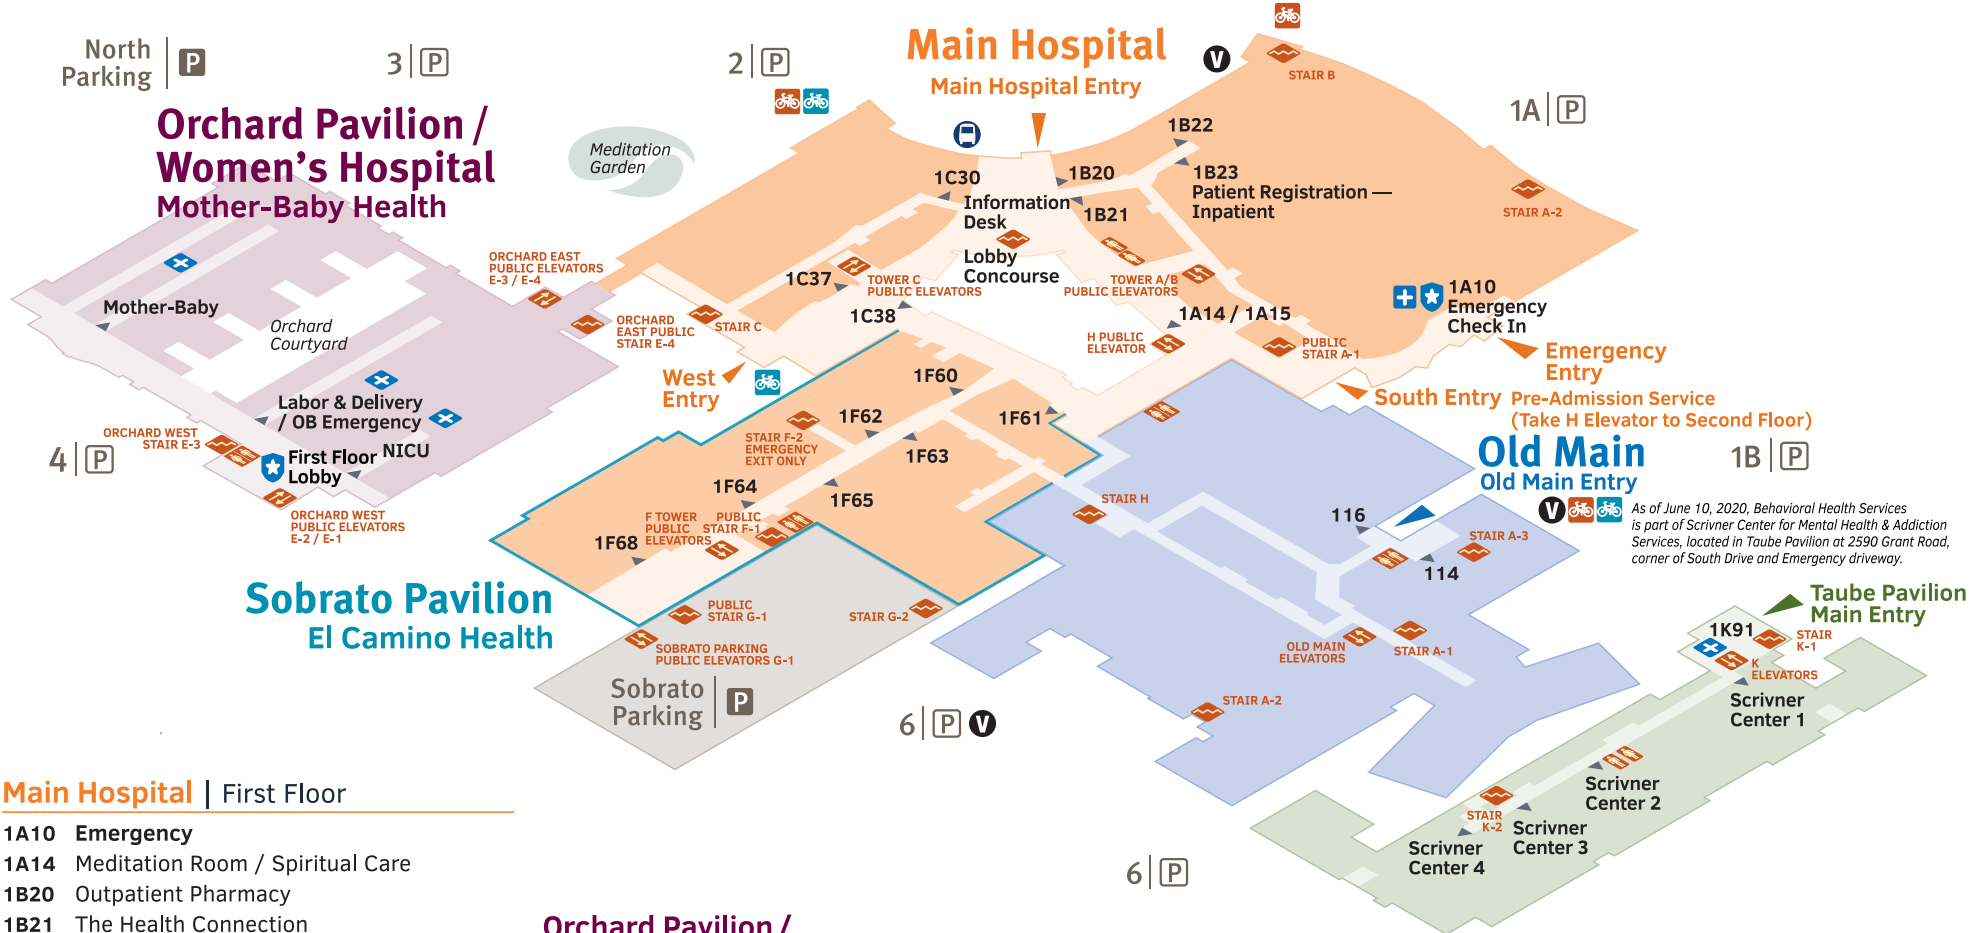 North
Parking
P
3 P
2 P
Main Hospital
Main Hospital Entry
V
STAIR B
1A P
Orchard Pavilion /
Women's Hospital
Mother-Baby Health
Meditation
Garden
1B22
1C30
1B20
1B23
Patient Registration —
Inpatient
Information
Desk
1B21
STAIR A-2
Lobby
Concourse
ORCHARD EAST
PUBLIC ELEVATORS
E-3 / E-4
1C37
TOWER C
PUBLIC ELEVATORS
TOWER A/B
PUBLIC ELEVATORS
1A10
Emergency
Check In
Mother-Baby
Orchard
Courtyard
ORCHARD
EAST PUBLIC
STAIR E-4
STAIR C
1C38
1A14 / 1A15
H PUBLIC
ELEVATOR
PUBLIC
STAIR A-1
Emergency
Entry
West
Entry
1F60
South Entry
Pre-Admission Service
(Take H Elevator to Second Floor)
Labor & Delivery
/ OB Emergency
1F62
1F61
ORCHARD WEST
STAIR E-3
STAIR F-2
EMERGENCY
EXIT ONLY
1F63
Old Main
Old Main Entry
1B P
4 P
First Floor
Lobby
NICU
1F64
1F65
STAIR H
V
As of June 10, 2020, Behavioral Health Services
is part of Scrivner Center for Mental Health & Addiction
Services, located in Taube Pavilion at 2590 Grant Road,
corner of South Drive and Emergency driveway.
ORCHARD WEST
PUBLIC ELEVATORS
E-2 / E-1
F TOWER
PUBLIC
ELEVATORS
PUBLIC
STAIR F-1
116
STAIR A-3
1F68
114
Sobrato Pavilion
El Camino Health
PUBLIC
STAIR G-1
STAIR G-2
Taube Pavilion
Main Entry
1K91
STAIR
K-1
SOBRATO PARKING
PUBLIC ELEVATORS G-1
OLD MAIN
ELEVATORS
STAIR A-1
K
ELEVATORS
Sobrato
Parking
P
STAIR A-2
Scrivner
Center 1
6 P V
Scrivner
Center 2
STAIR
K-2
Scrivner
Center 3
Scrivner
Center 4
6 P
Main Hospital | First Floor
1A10 Emergency
1A14 Meditation Room / Spiritual Care
1B20 Outpatient Pharmacy
1B21 The Health Connection
Orchard Pavilion /